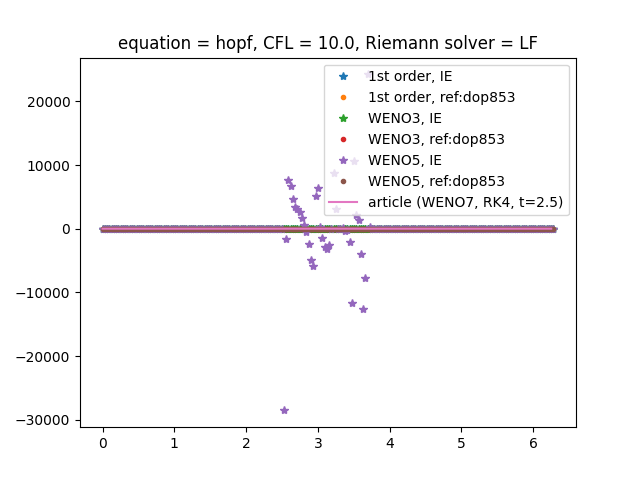 equation = hopf, CFL = 10.0, Riemann solver = LF
1st order, IE
1st order, ref:dop853
WENO3, IE
WENO3, ref:dop853
WENO5, IE
WENO5, ref:dop853
article (WENO7, RK4, t=2.5)
20000
10000
0
−10000
−20000
−30000
0 1 2 3 4 5 6